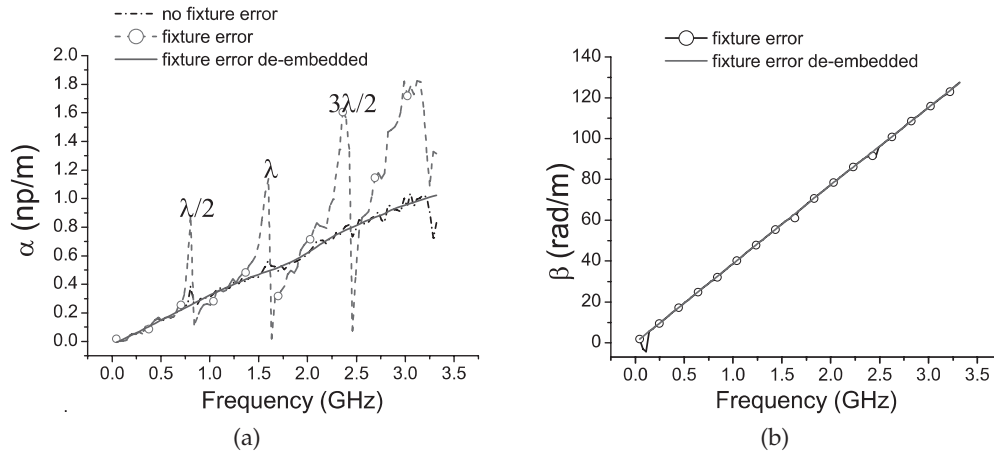 no fixture error
fixture error
fixture error de-embedded
2.0
1.8
1.6
1.4
1.2
1.0
0.8
0.6
0.4
0.2
0.0
α (np/m)
λ/2
λ
3λ/2
0.0 0.5 1.0 1.5 2.0 2.5 3.0 3.5
Frequency (GHz)
(a)
fixture error
fixture error de-embedded
140
120
100
80
60
40
20
0
β (rad/m)
0.0 0.5 1.0 1.5 2.0 2.5 3.0 3.5
Frequency (GHz)
(b)